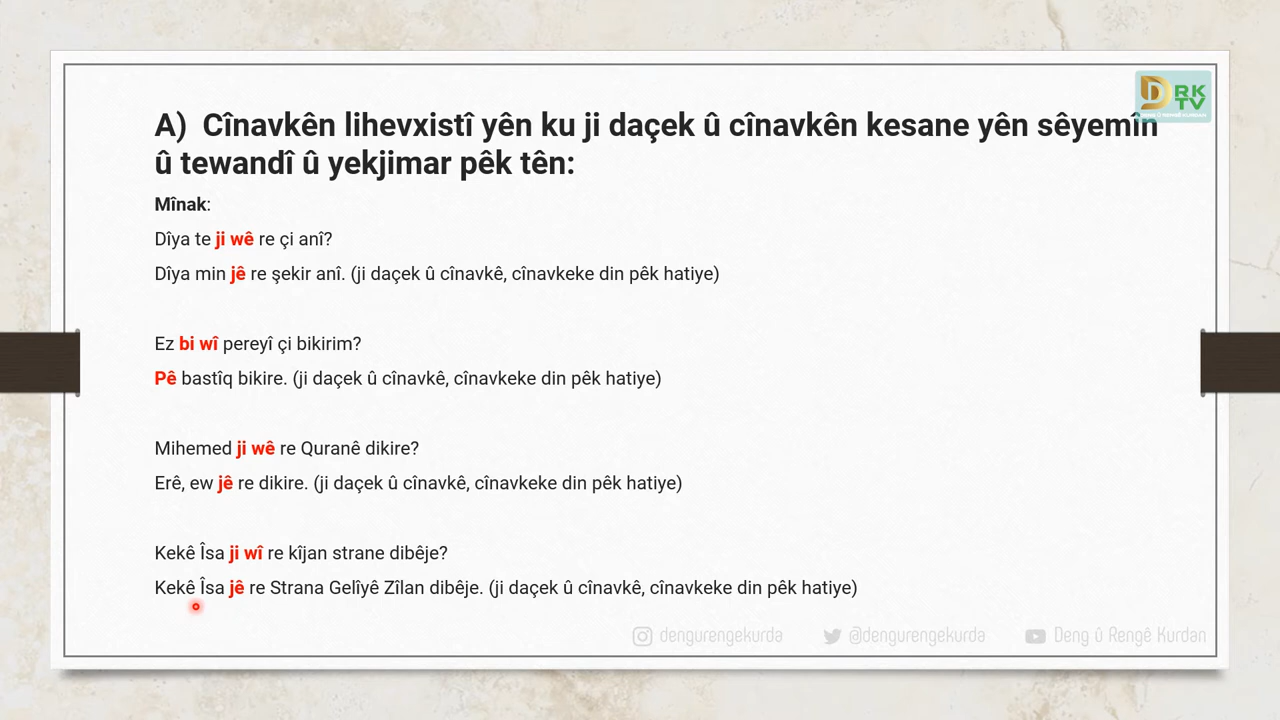 D RK
TV
DENG Û RENGÊ KURDAN
A) Cînavkên lihevxistî yên ku ji daçek û cînavkên kesane yên sêyemîn
û tewandî û yekjimar pêk tên:
Mînak:
Dîya te ji wê re çi anî?
Dîya min jê re şekir anî. (ji daçek û cînavkê, cînavkeke din pêk hatiye)
Ez bi wî pereyî çi bikirim?
Pê bastîq bikire. (ji daçek û cînavkê, cînavkeke din pêk hatiye)
Mihemed ji wê re Quranê dikire?
Erê, ew jê re dikire. (ji daçek û cînavkê, cînavkeke din pêk hatiye)
Kekê Îsa ji wî re kîjan strane dibêje?
Kekê Îsa jê re Strana Gelîyê Zîlan dibêje. (ji daçek û cînavkê, cînavkeke din pêk hatiye)
dengurengekurda @dengurengekurda Deng û Rengê Kurdan